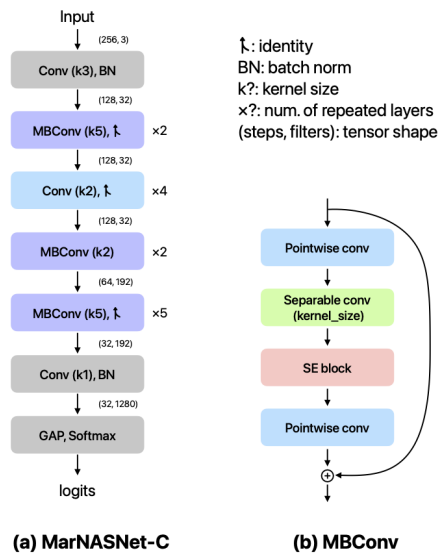 Input
(256, 3)
Conv (k3), BN
(128, 32)
MBConv (k5), ×2
(128, 32)
Conv (k2), ×4
(128, 32)
MBConv (k2) ×2
(64, 192)
MBConv (k5), ×5
(32, 192)
Conv (k1), BN
(32, 1280)
GAP, Softmax
logits
(a) MarNASNet-C
: identity
BN: batch norm
k?: kernel size
×?: num. of repeated layers
(steps, filters): tensor shape
Pointwise conv
Separable conv
(kernel_size)
SE block
Pointwise conv
(b) MBConv